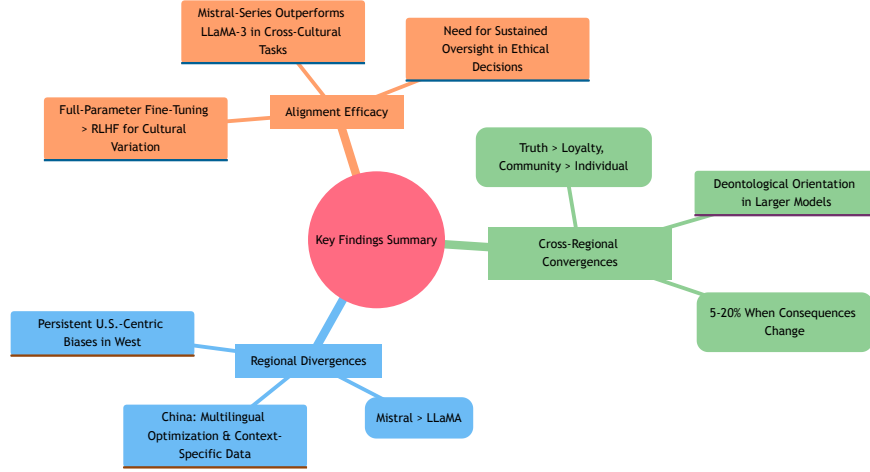 Mistral-Series Outperforms
LLaMA-3 in Cross-Cultural
Tasks
Need for Sustained
Oversight in Ethical
Decisions
Full-Parameter Fine-Tuning
> RLHF for Cultural
Variation
Alignment Efficacy
Truth > Loyalty,
Community > Individual
Deontological Orientation
in Larger Models
Key Findings Summary
Cross-Regional
Convergences
5-20% When Consequences
Change
Persistent U.S.-Centric
Biases in West
Regional Divergences
China: Multilingual
Optimization & Context-
Specific Data
Mistral > LLaMA